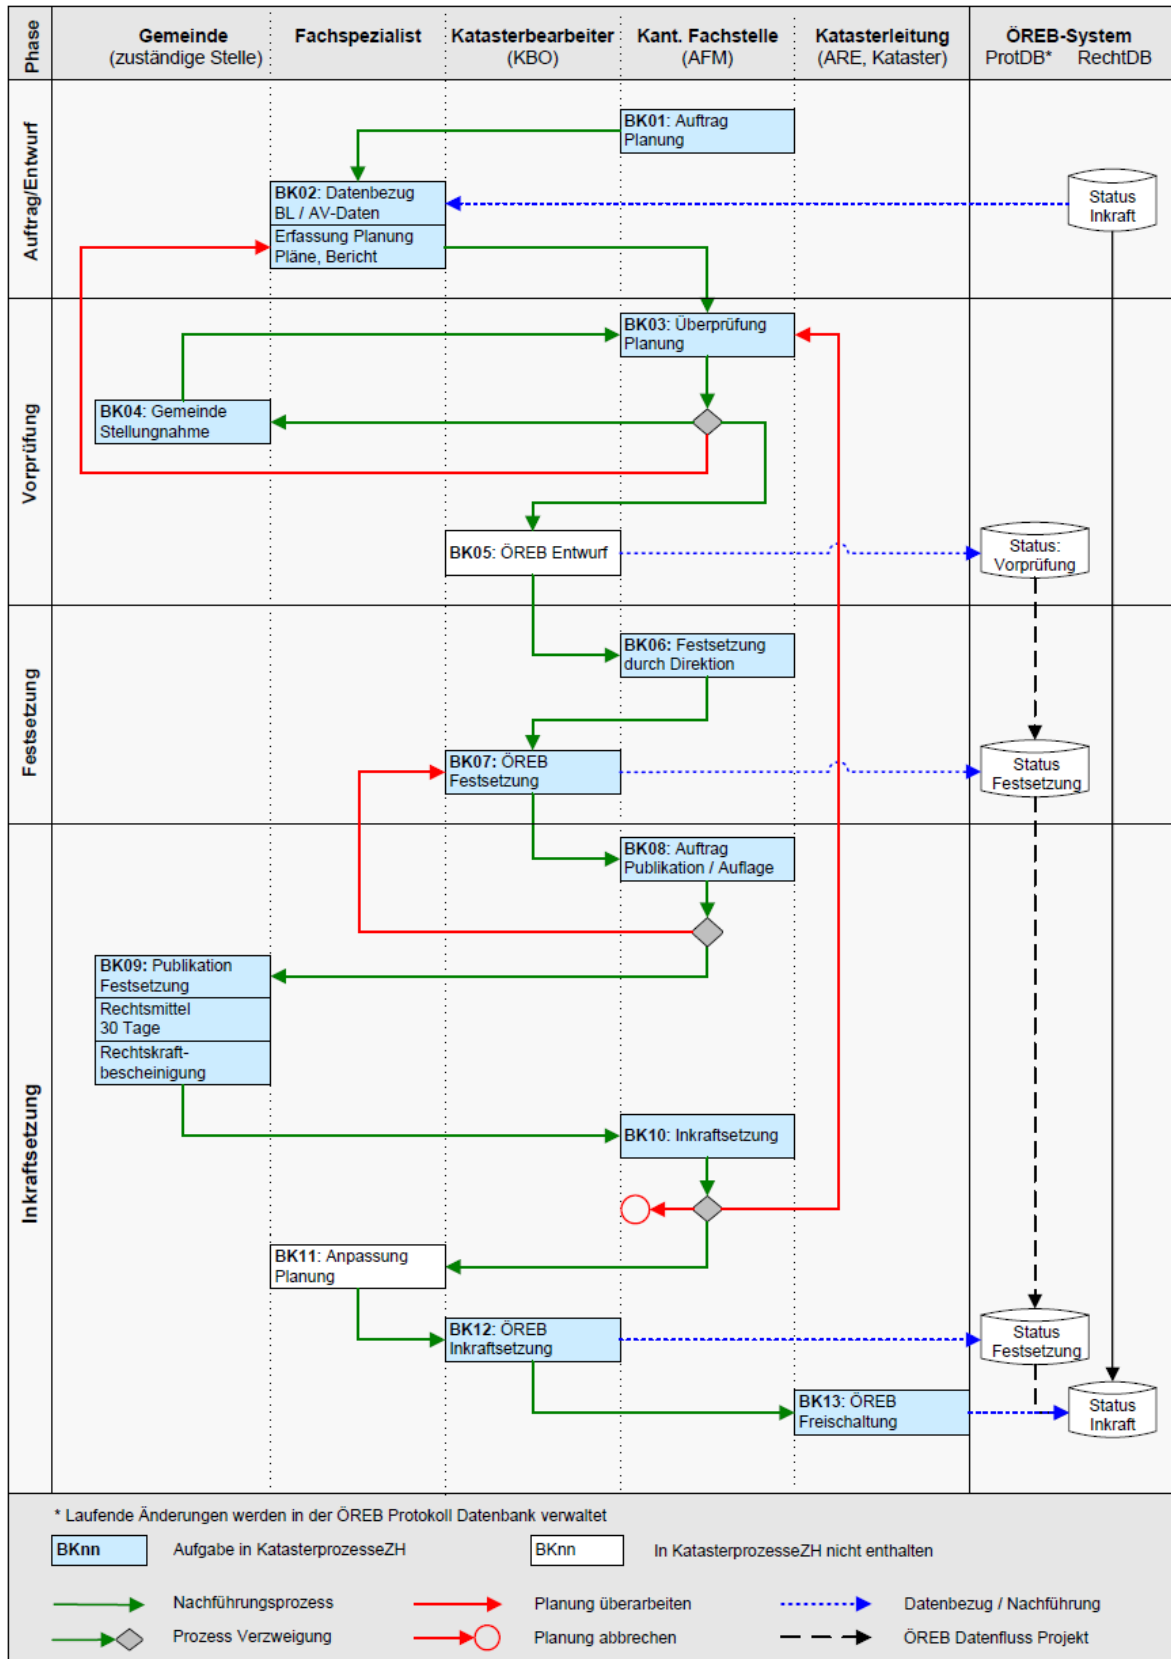 Phase
Gemeinde
(zuständige Stelle)
Fachspezialist
Katasterbearbeiter
(KBO)
Kant. Fachstelle
(AFM)
Katasterleitung
(ARE, Kataster)
ÖREB-System
ProtDB* RechtDB
Auftrag/Entwurf
BK01: Auftrag
Planung
BK02: Datenbezug
BL / AV-Daten
Erfassung Planung
Pläne, Bericht
Status
Inkraft
Vorprüfung
BK03: Überprüfung
Planung
BK04: Gemeinde
Stellungnahme
BK05: ÖREB Entwurf
Status:
Vorprüfung
Festsetzung
BK06: Festsetzung
durch Direktion
BK07: ÖREB
Festsetzung
Status
Festsetzung
Inkraftsetzung
BK08: Auftrag
Publikation / Auflage
BK09: Publikation
Festsetzung
Rechtsmittel
30 Tage
Rechtskraft-
bescheinigung
BK10: Inkraftsetzung
BK11: Anpassung
Planung
BK12: ÖREB
Inkraftsetzung
Status
Festsetzung
BK13: ÖREB
Freischaltung
Status
Inkraft
* Laufende Änderungen werden in der ÖREB Protokoll Datenbank verwaltet
BKnn Aufgabe in KatasterprozesseZH
BKnn In KatasterprozesseZH nicht enthalten
Nachführungsprozess
Planung überarbeiten
Datenbezug / Nachführung
Prozess Verzweigung
Planung abbrechen
ÖREB Datenfluss Projekt